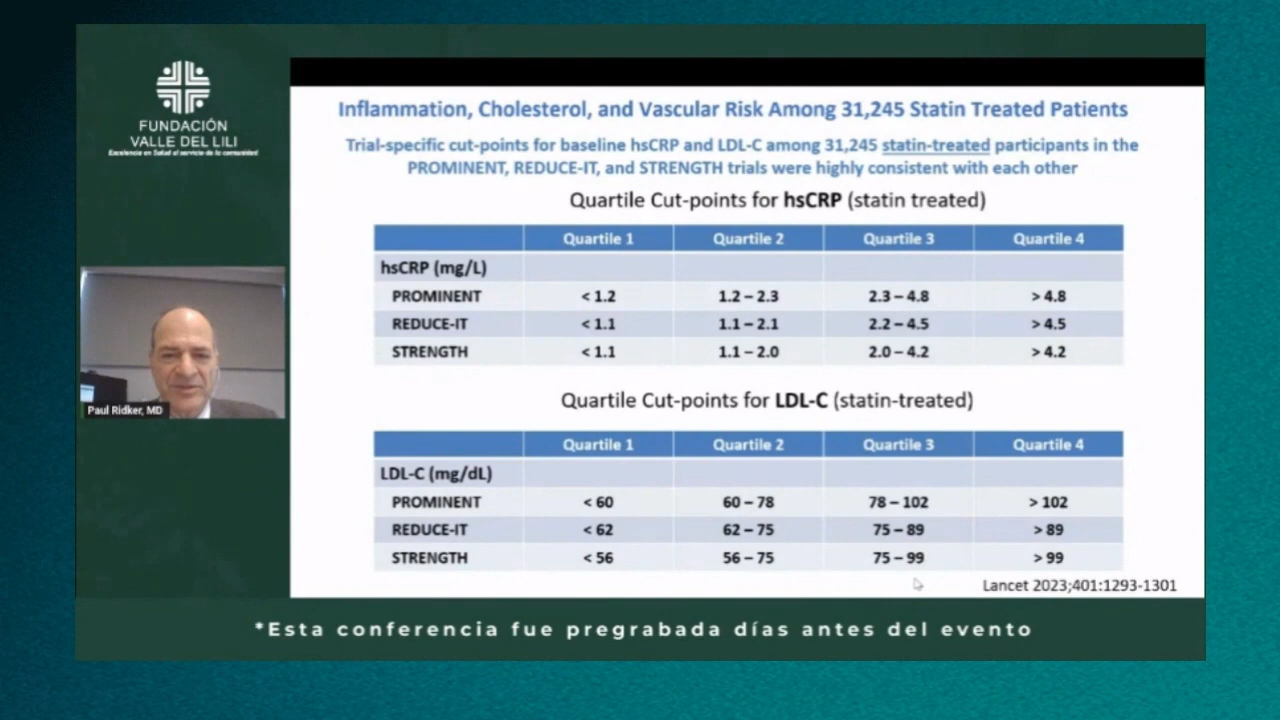 FUNDACIÓN
VALLE DEL LILI
Excelencia en Salud al servicio de la comunidad
Paul Ridker, MD
Inflammation, Cholesterol, and Vascular Risk Among 31,245 Statin Treated Patients
Trial-specific cut-points for baseline hsCRP and LDL-C among 31,245 statin-treated participants in the
PROMINENT, REDUCE-IT, and STRENGTH trials were highly consistent with each other
Quartile Cut-points for hsCRP (statin treated)
Quartile 1 Quartile 2 Quartile 3 Quartile 4
hsCRP (mg/L)
PROMINENT < 1.2 1.2 – 2.3 2.3 – 4.8 > 4.8
REDUCE-IT < 1.1 1.1 – 2.1 2.2 – 4.5 > 4.5
STRENGTH < 1.1 1.1 – 2.0 2.0 – 4.2 > 4.2
Quartile Cut-points for LDL-C (statin-treated)
Quartile 1 Quartile 2 Quartile 3 Quartile 4
LDL-C (mg/dL)
PROMINENT < 60 60 – 78 78 – 102 > 102
REDUCE-IT < 62 62 – 75 75 – 89 > 89
STRENGTH < 56 56 – 75 75 – 99 > 99
Lancet 2023;401:1293-1301
*Esta conferencia fue pregrabada días antes del evento